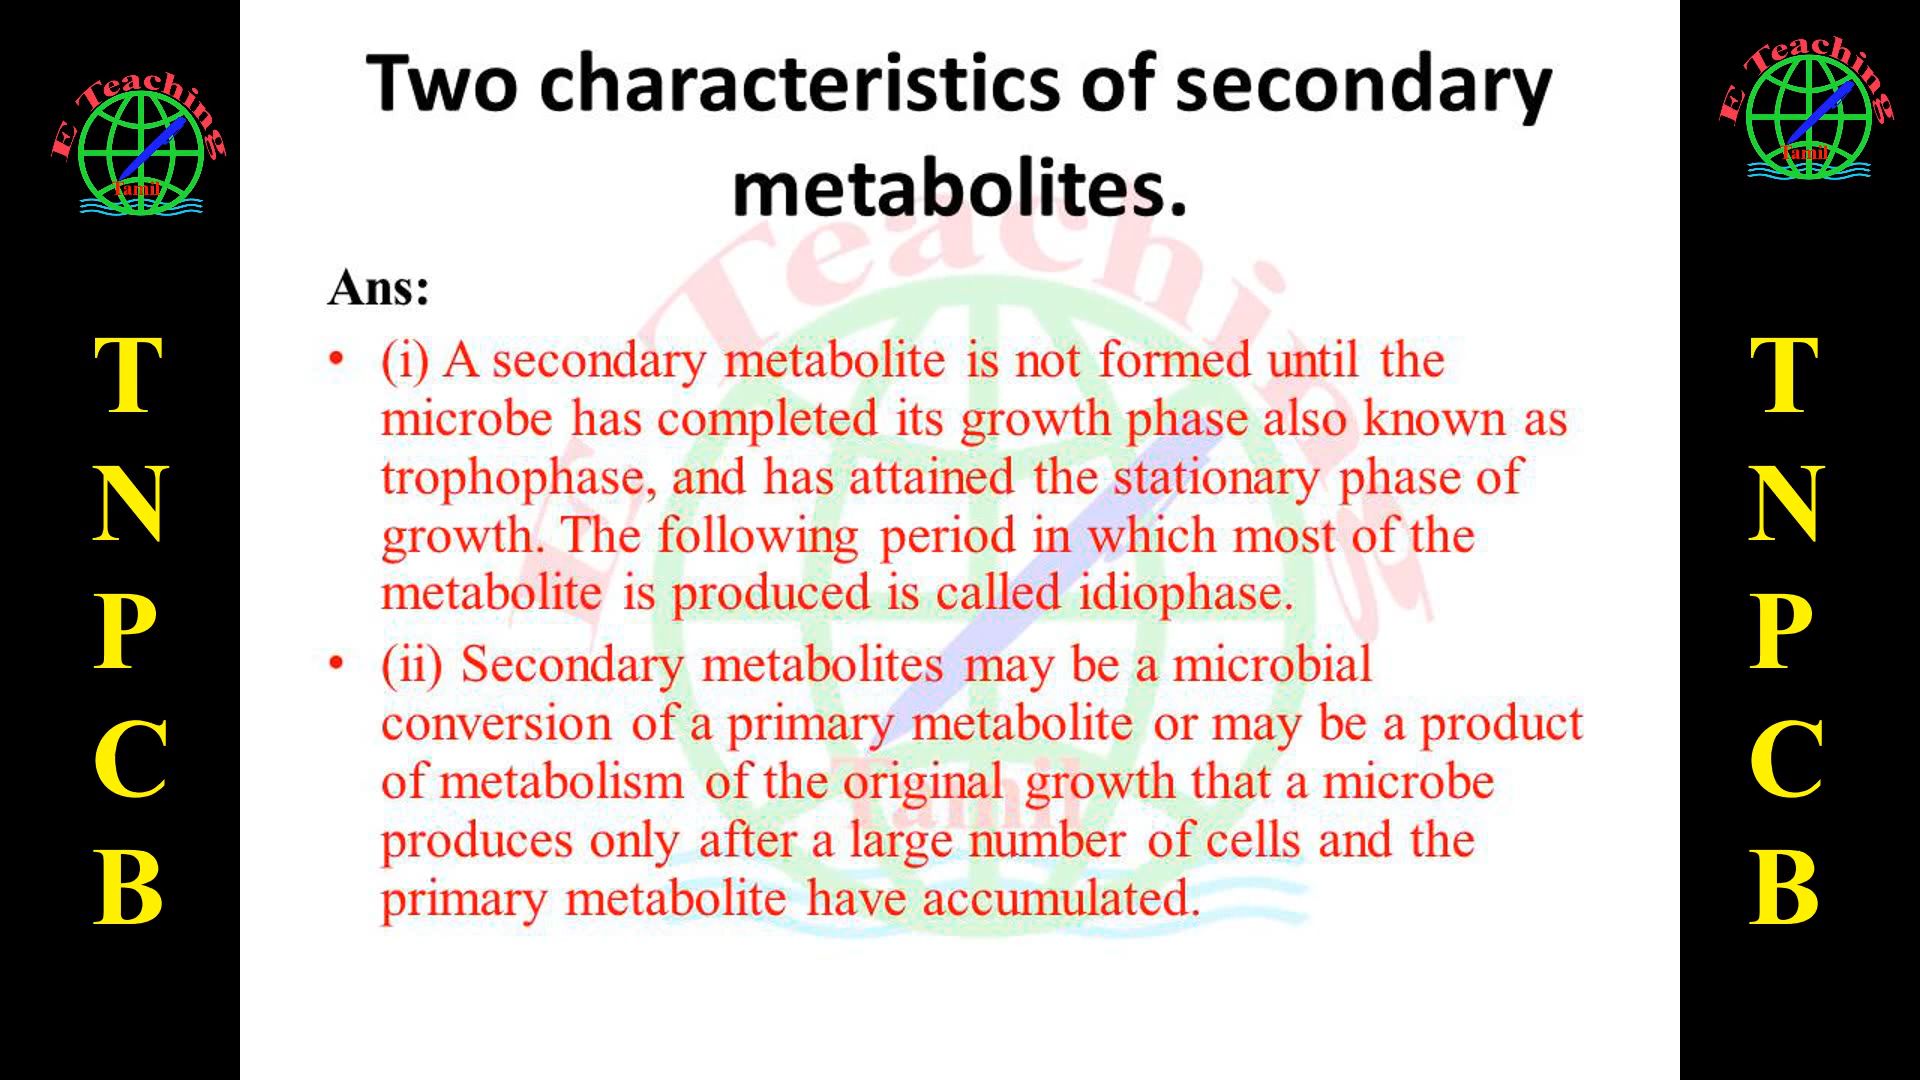 E Teaching
Tamil
T
N
P
C
B
Two characteristics of secondary
metabolites.
Ans:
• (i) A secondary metabolite is not formed until the
microbe has completed its growth phase also known as
trophophase, and has attained the stationary phase of
growth. The following period in which most of the
metabolite is produced is called idiophase.
• (ii) Secondary metabolites may be a microbial
conversion of a primary metabolite or may be a product
of metabolism of the original growth that a microbe
produces only after a large number of cells and the
primary metabolite have accumulated.
E Teaching
Tamil
E Teaching
Tamil
T
N
P
C
B